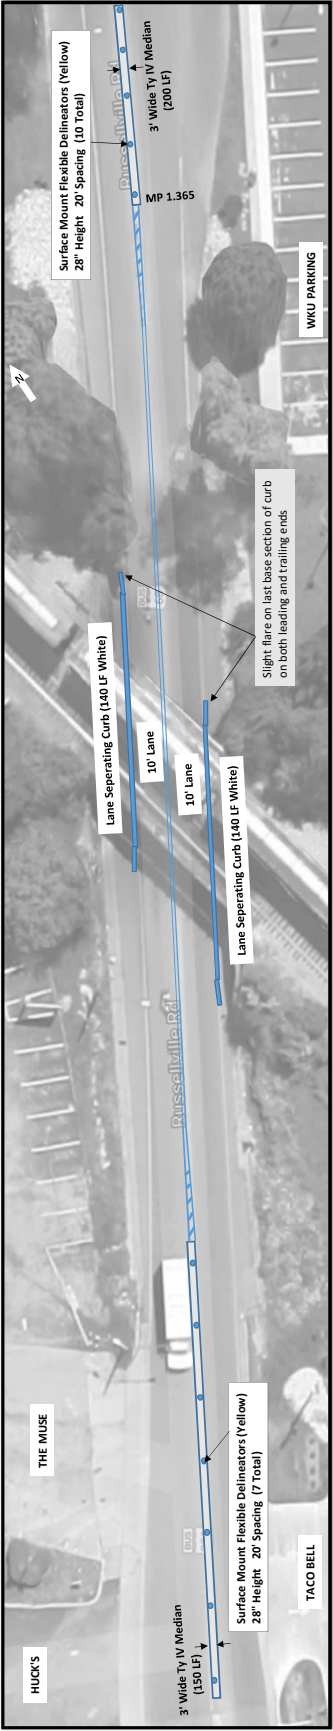 Surface Mount Flexible Delineators (Yellow)
28" Height   20' Spacing   (10 Total)
Russellville Rd
3' Wide Ty IV Median
(200 LF)
MP 1.365
WKU PARKING
N
Slight flare on last base section of curb
on both leading and trailing ends
Lane Seperating Curb (140 LF White)
10' Lane
10' Lane
Lane Seperating Curb (140 LF White)
Russellville Rd
THE MUSE
Surface Mount Flexible Delineators (Yellow)
28" Height   20' Spacing   (7 Total)
3' Wide Ty IV Median
(150 LF)
HUCK'S
TACO BELL